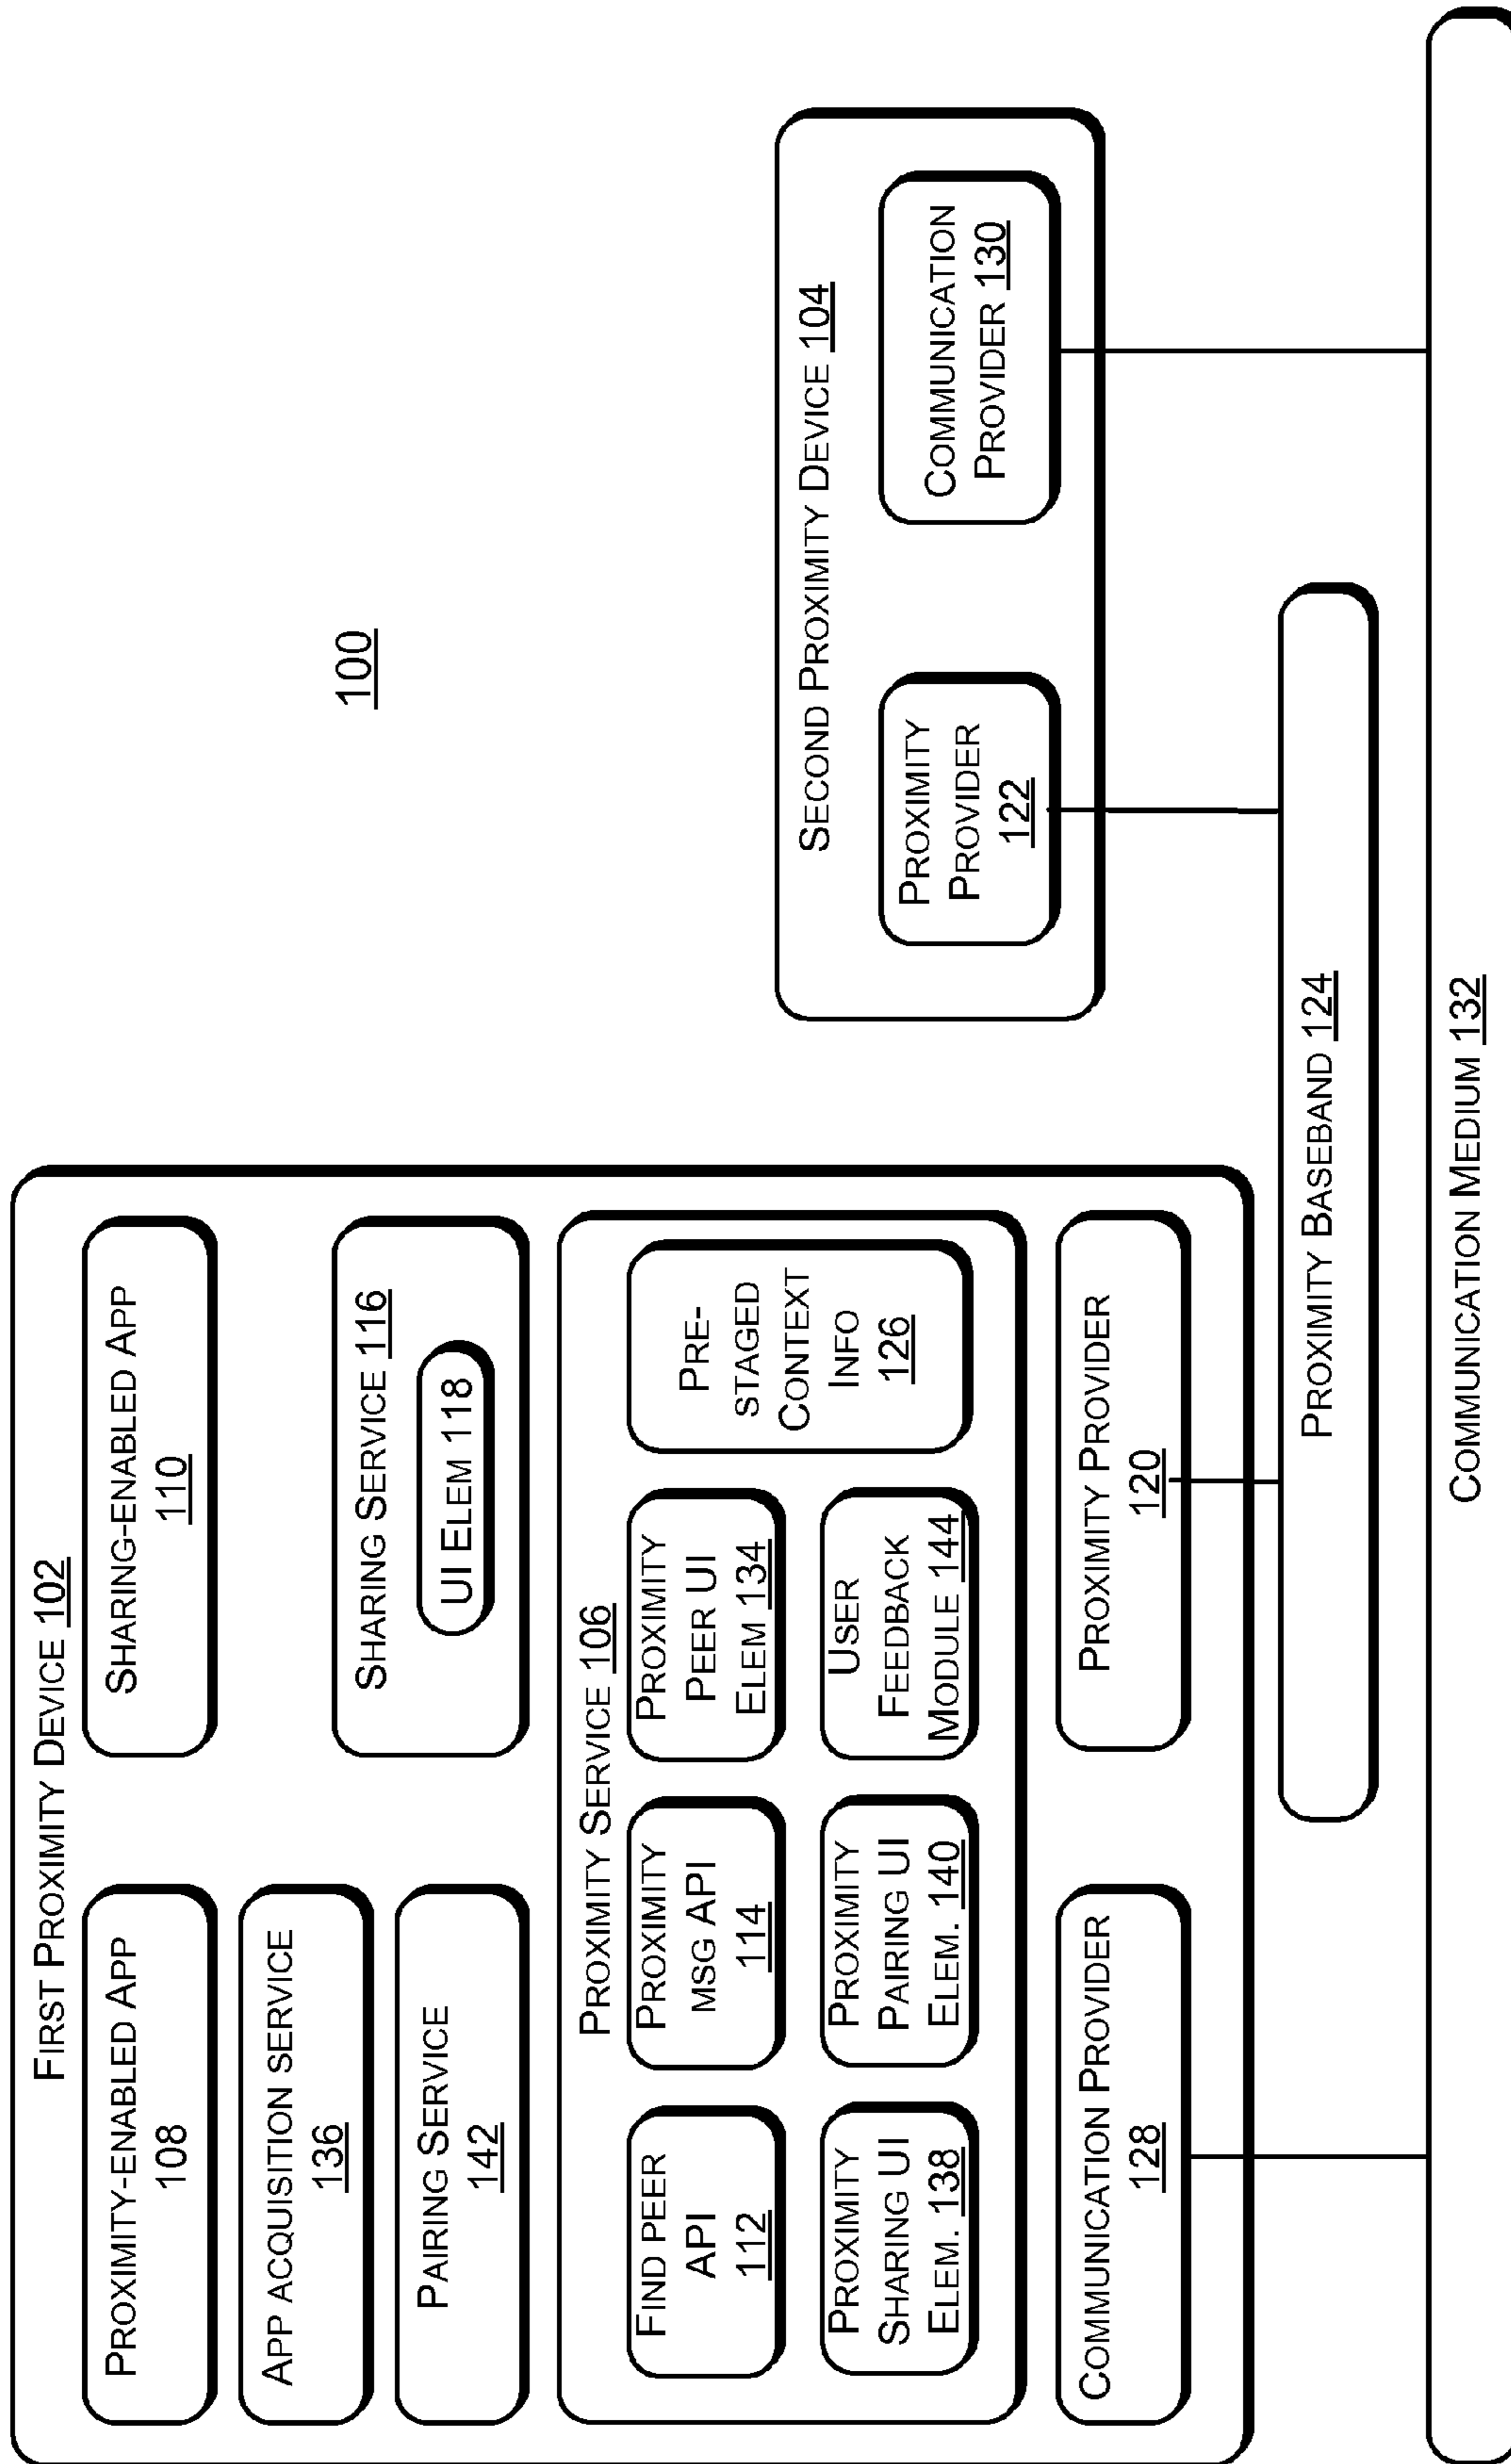 FIRST PROXIMITY DEVICE 102
PROXIMITY-ENABLED APP
108
SHARING-ENABLED APP
110
APP ACQUISITION SERVICE
136
PAIRING SERVICE
142
SHARING SERVICE 116
UI ELEM 118
PROXIMITY SERVICE 106
FIND PEER
API
112
PROXIMITY
MSG API
114
PROXIMITY
PEER UI
ELEM 134
PRE-
STAGED
CONTEXT
INFO
126
PROXIMITY
SHARING UI
ELEM. 138
PROXIMITY
PAIRING UI
ELEM. 140
USER
FEEDBACK
MODULE 144
COMMUNICATION PROVIDER
128
PROXIMITY PROVIDER
120
100
SECOND PROXIMITY DEVICE 104
PROXIMITY
PROVIDER
122
COMMUNICATION
PROVIDER 130
PROXIMITY BASEBAND 124
COMMUNICATION MEDIUM 132